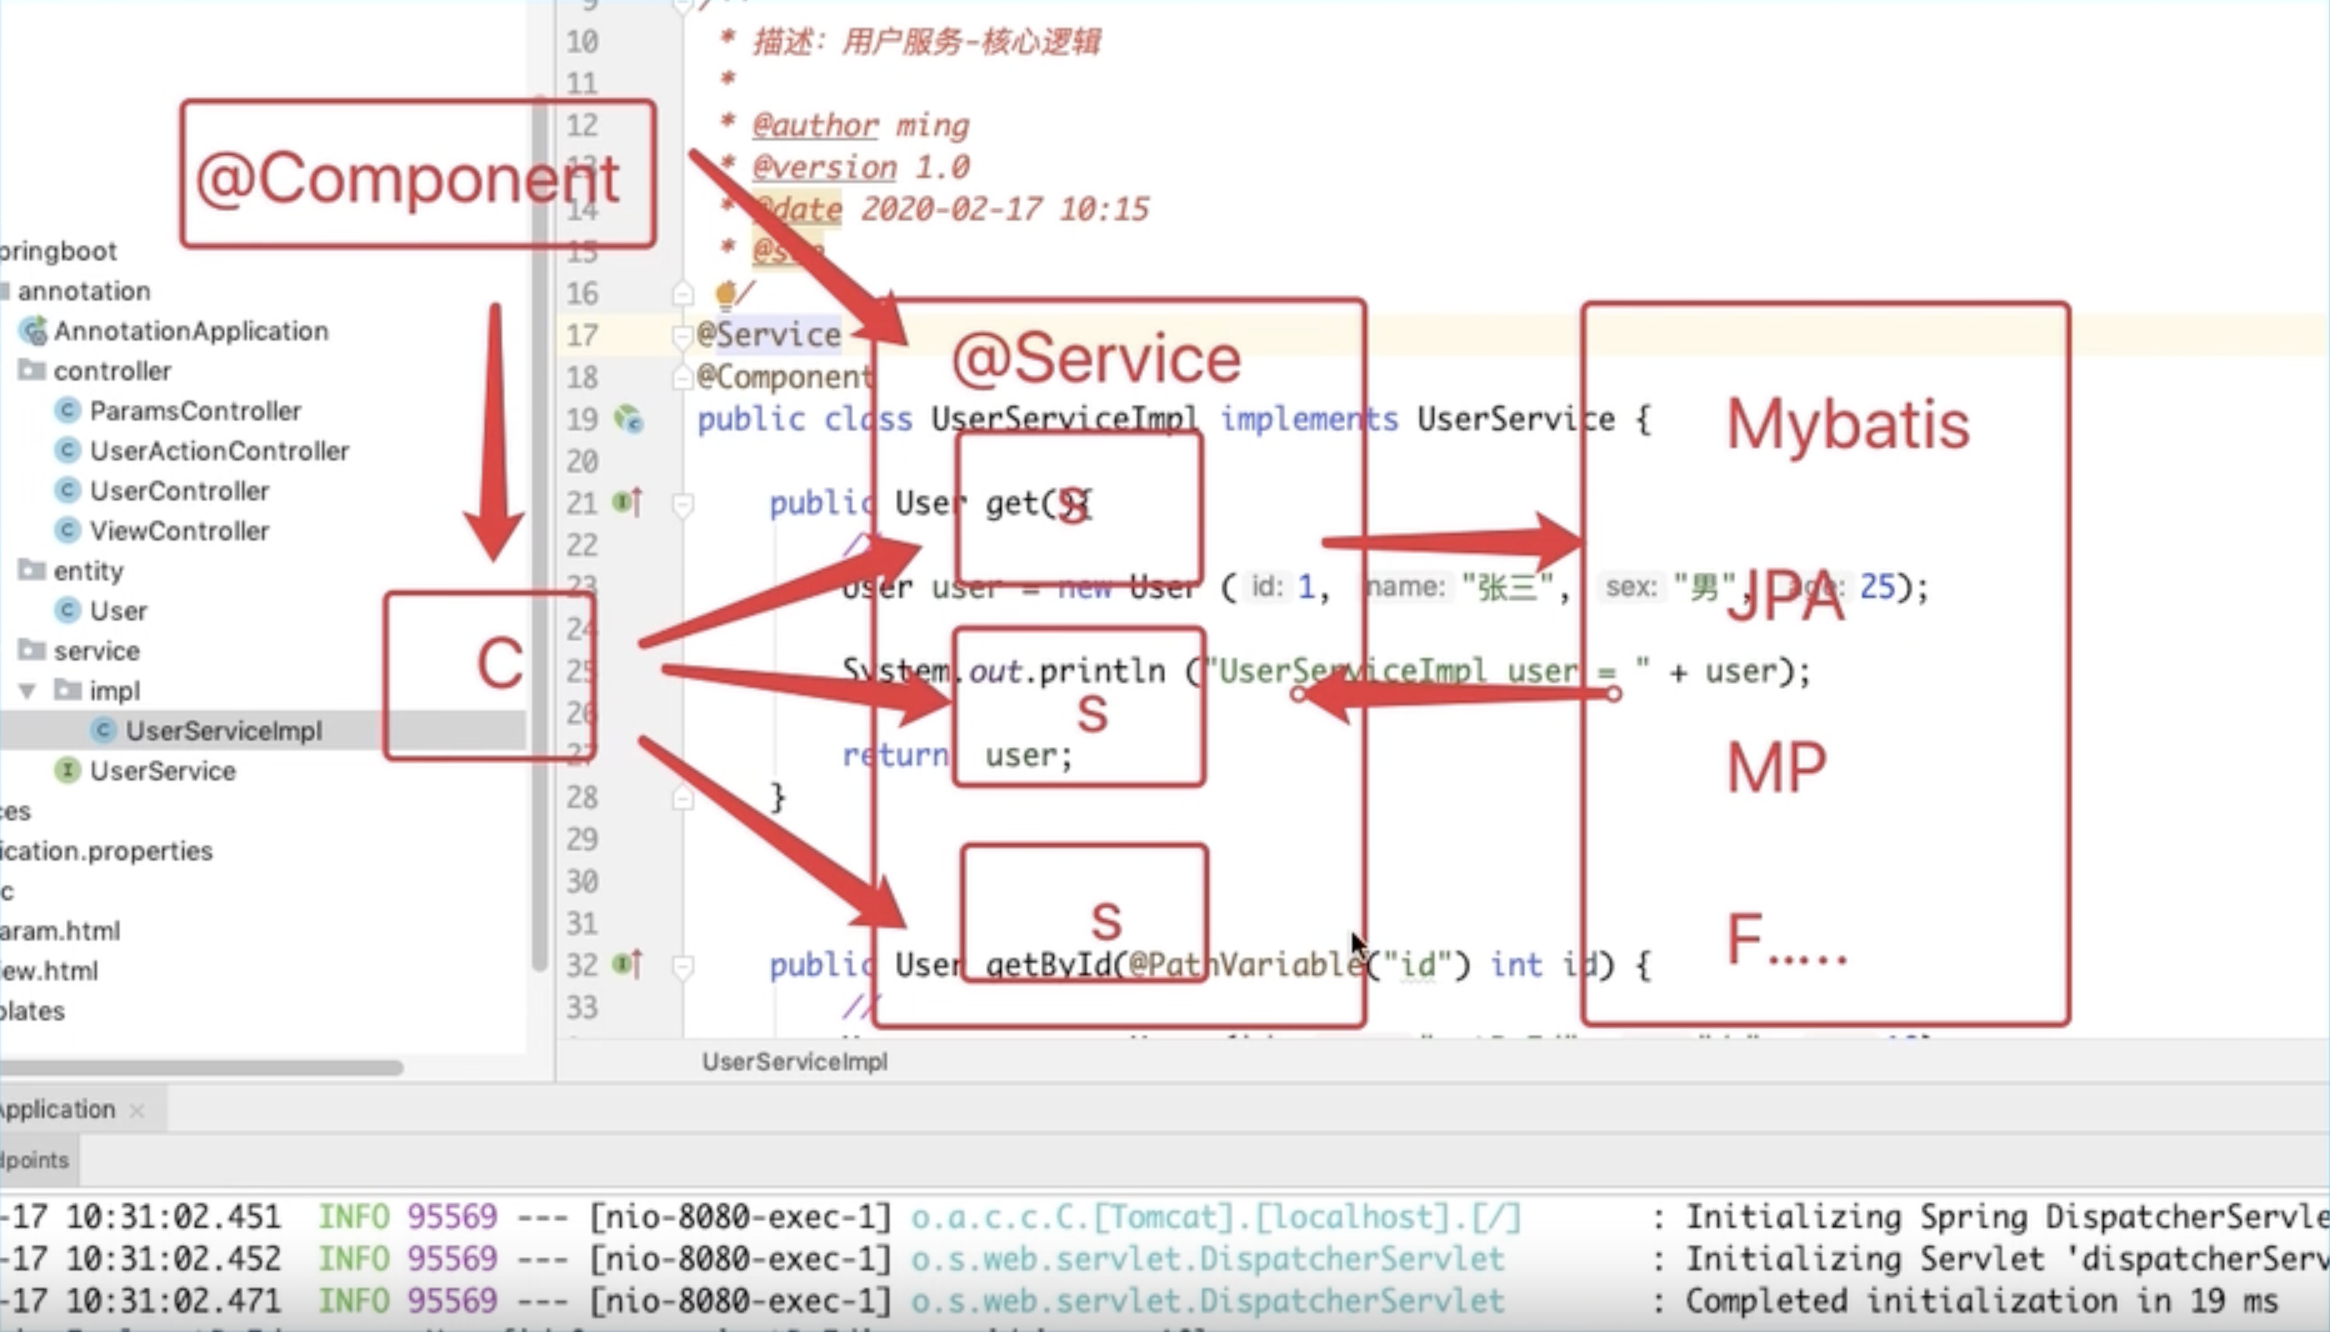 10 * 描述：用户服务-核心逻辑
11 *
12 * @author ming
13 * @version 1.0
14 * @date 2020-02-17 10:15
15 *
16 */
17 @Service
18 @Component
19 public class UserServiceImpl implements UserService {
20
21 public User get(){
22 //
23 User user = new User ( id: 1, name: "张三", sex: "男", age: 25);
24
25 System.out.println ("UserServiceImpl user = " + user);
26
27 return user;
28 }
29
30
31
32 public User getById(@PathVariable("id") int id) {
33 //
@Component
C
@Service
s
s
s
Mybatis
JPA
MP
F.....
pringboot
annotation
AnnotationApplication
controller
ParamsController
UserActionController
UserController
ViewController
entity
User
service
impl
UserServiceImpl
UserService
ces
ication.properties
c
aram.html
ew.html
plates
UserServiceImpl
Application
dpoints
-17 10:31:02.451 INFO 95569 --- [nio-8080-exec-1] o.a.c.c.C.[Tomcat].[localhost].[/] : Initializing Spring DispatcherServle
-17 10:31:02.452 INFO 95569 --- [nio-8080-exec-1] o.s.web.servlet.DispatcherServlet : Initializing Servlet 'dispatcherServ
-17 10:31:02.471 INFO 95569 --- [nio-8080-exec-1] o.s.web.servlet.DispatcherServlet : Completed initialization in 19 ms